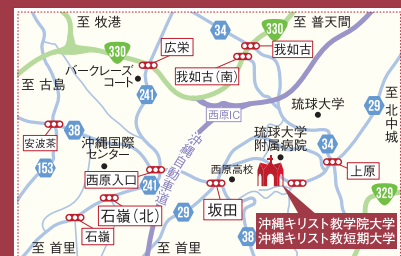 至 牧港
34
330
至 普天間
330
広栄
我如古
バークレーズ
コート
我如古(南)
至 古島
241
西原IC
琉球大学
29
至 北中城
安波茶
38
沖縄国際
センター
沖縄自動車道
琉球大学
附属病院
34
153
西原入口
241
西原高校
上原
329
石嶺(北)
29
坂田
石嶺
38
沖縄キリスト教学院大学
沖縄キリスト教短期大学
至 首里
至 首里